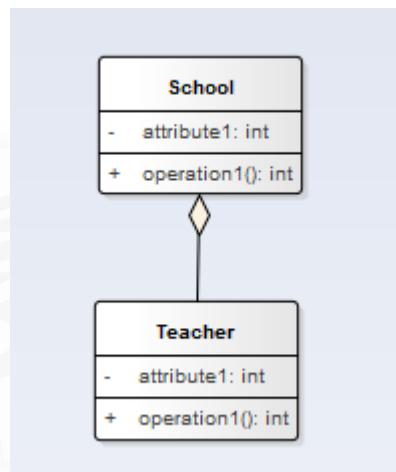 School
- attribute1: int
+ operation1(): int
Teacher
- attribute1: int
+ operation1(): int